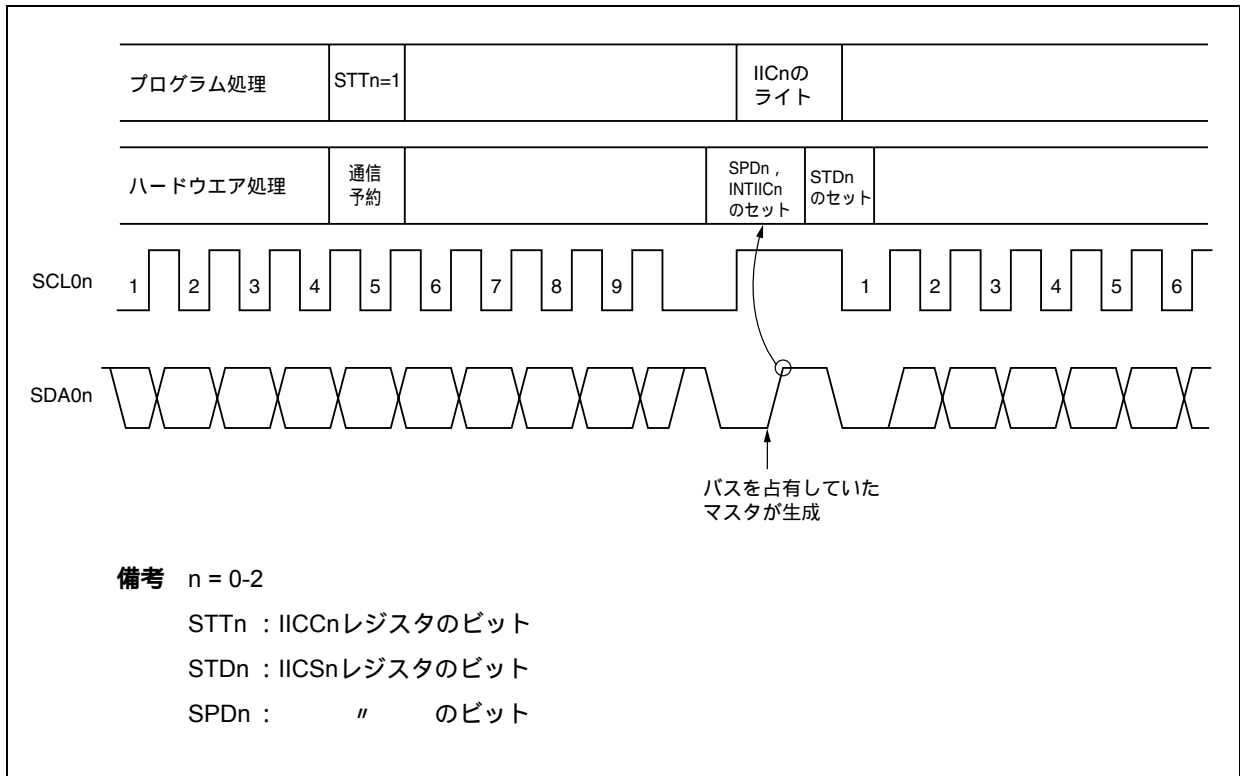 プログラム処理 STTn=1 IICnの
ライト
ハードウエア処理 通信
予約 SPDn ,
INTIICn
のセット STDn
のセット
SCL0n 1 2 3 4 5 6 7 8 9 1 2 3 4 5 6
SDA0n
バスを占有していた
マスタが生成
備考 n = 0-2
STTn : IICCnレジスタのビット
STDn : IICSnレジスタのビット
SPDn : 〃 のビット